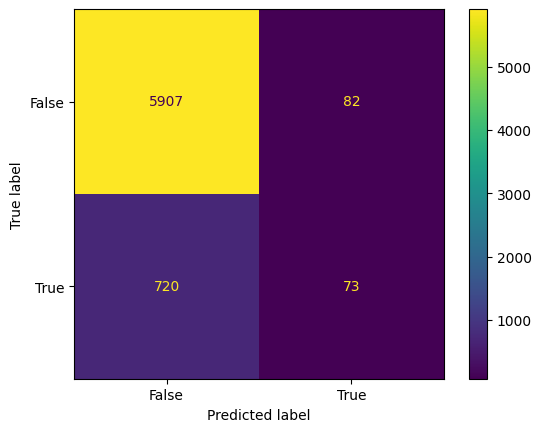 False
5907
82
True
720
73
False
True
Predicted label
True label
5000
4000
3000
2000
1000